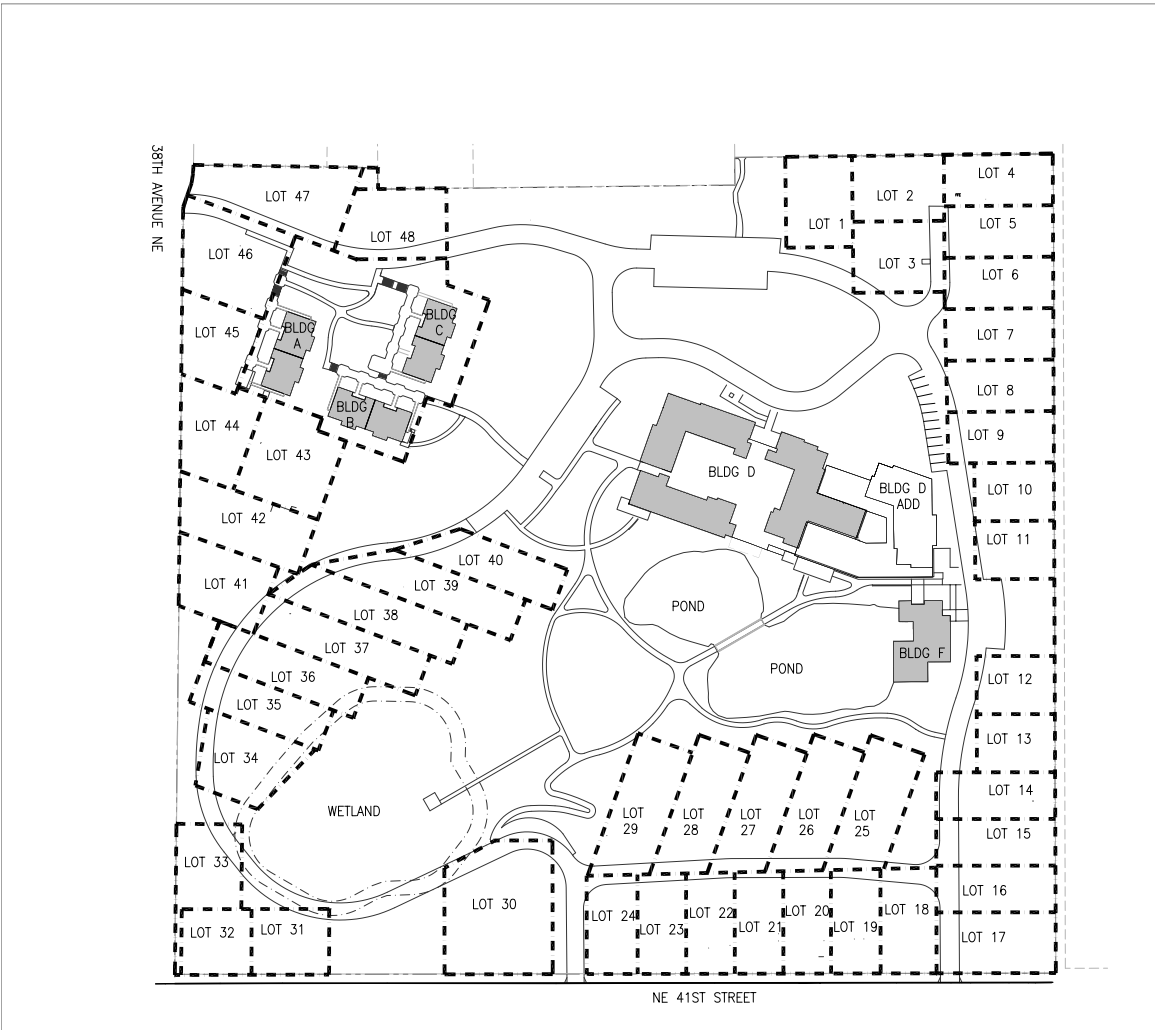 38TH AVENUE NE
LOT 47
LOT 48
LOT 46
LOT 45
LOT 44
LOT 43
LOT 42
LOT 41
BLDG
A
BLDG
B
BLDG
C
LOT 1
LOT 2
LOT 3
LOT 4
LOT 5
LOT 6
LOT 7
LOT 8
LOT 9
LOT 10
LOT 11
BLDG D
BLDG D
ADD
LOT 40
LOT 39
LOT 38
LOT 37
LOT 36
LOT 35
LOT 34
POND
POND
BLDG F
LOT 12
LOT 13
LOT 14
LOT 15
LOT 16
LOT 17
WETLAND
LOT
29
LOT
28
LOT
27
LOT
26
LOT
25
LOT 33
LOT 32
LOT 31
LOT 30
LOT 24
LOT 23
LOT 22
LOT 21
LOT 20
LOT 19
LOT 18
NE 41ST STREET